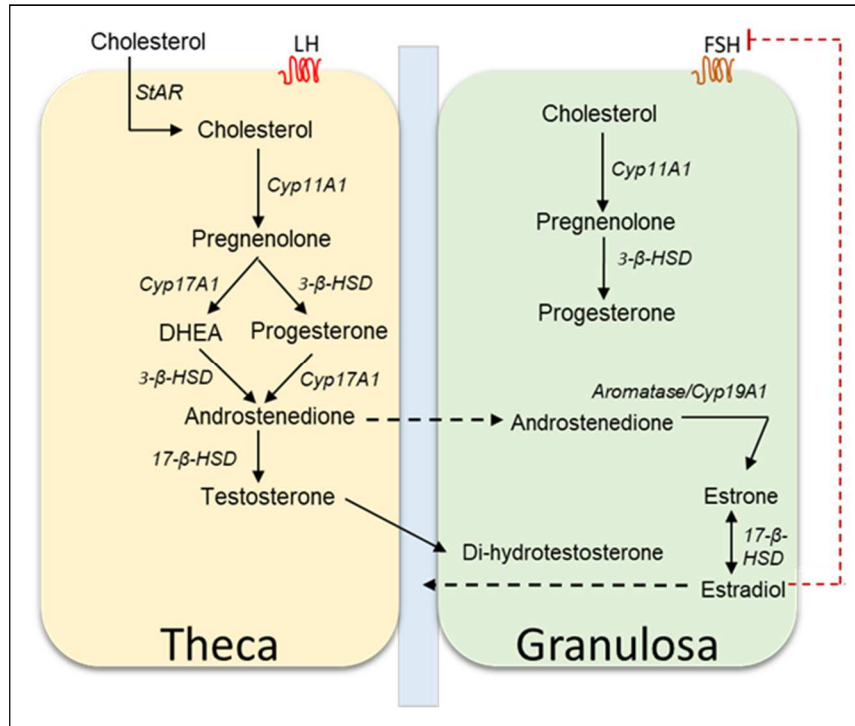 Cholesterol
LH
FSH
StAR
Cholesterol
Cholesterol
Cyp11A1
Cyp11A1
Pregnenolone
Pregnenolone
Cyp17A1
3-β-HSD
3-β-HSD
DHEA
Progesterone
Progesterone
3-β-HSD
Cyp17A1
Aromatase/Cyp19A1
Androstenedione
Androstenedione
17-β-HSD
Testosterone
Estrone
17-β-
HSD
Di-hydrotestosterone
Estradiol
Theca
Granulosa